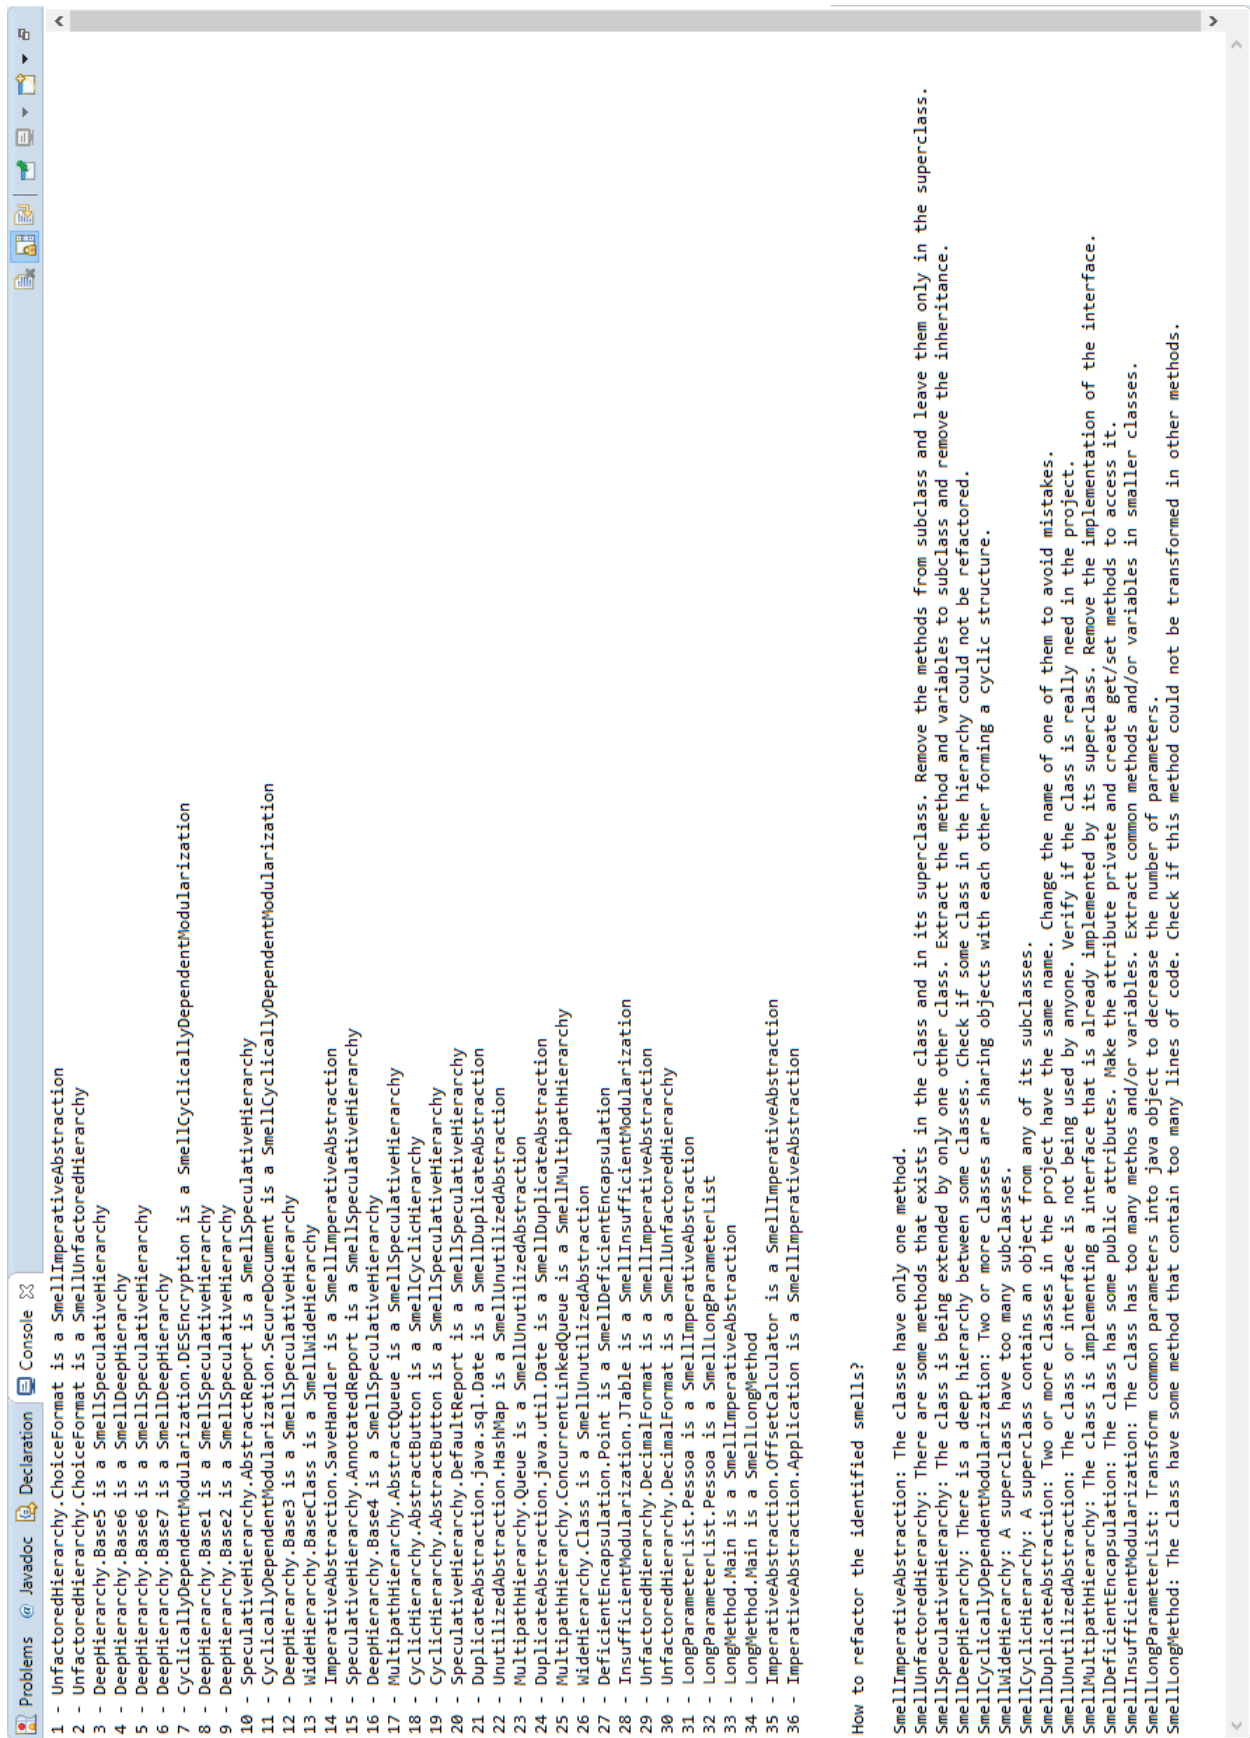 Problems @ Javadoc Declaration Console
1 - UnfactoredHierarchy.ChoiceFormat is a SmellImperativeAbstraction
2 - UnfactoredHierarchy.ChoiceFormat is a SmellUnfactoredHierarchy
3 - DeepHierarchy.Base5 is a SmellSpeculativeHierarchy
4 - DeepHierarchy.Base6 is a SmellDeepHierarchy
5 - DeepHierarchy.Base6 is a SmellSpeculativeHierarchy
6 - DeepHierarchy.Base7 is a SmellDeepHierarchy
7 - CyclicallyDependentModularization.DESEncryption is a SmellCyclicallyDependentModularization
8 - DeepHierarchy.Base1 is a SmellSpeculativeHierarchy
9 - DeepHierarchy.Base2 is a SmellSpeculativeHierarchy
10 - SpeculativeHierarchy.AbstractReport is a SmellSpeculativeHierarchy
11 - CyclicallyDependentModularization.SecureDocument is a SmellCyclicallyDependentModularization
12 - DeepHierarchy.Base3 is a SmellSpeculativeHierarchy
13 - WideHierarchy.BaseClass is a SmellWideHierarchy
14 - ImperativeAbstraction.SaveHandler is a SmellImperativeAbstraction
15 - SpeculativeHierarchy.AnnotatedReport is a SmellSpeculativeHierarchy
16 - DeepHierarchy.Base4 is a SmellSpeculativeHierarchy
17 - MultipathHierarchy.AbstractQueue is a SmellSpeculativeHierarchy
18 - CyclicHierarchy.AbstractButton is a SmellCyclicHierarchy
19 - CyclicHierarchy.AbstractButton is a SmellSpeculativeHierarchy
20 - SpeculativeHierarchy.DefaultReport is a SmellSpeculativeHierarchy
21 - DuplicateAbstraction.java.sql.Date is a SmellDuplicateAbstraction
22 - UnutilizedAbstraction.HashMap is a SmellUnutilizedAbstraction
23 - MultipathHierarchy.Queue is a SmellUnutilizedAbstraction
24 - DuplicateAbstraction.java.util.Date is a SmellDuplicateAbstraction
25 - MultipathHierarchy.ConcurrentLinkedQueue is a SmellMultipathHierarchy
26 - WideHierarchy.Class is a SmellUnutilizedAbstraction
27 - DeficientEncapsulation.Point is a SmellDeficientEncapsulation
28 - InsufficientModularization.JTable is a SmellInsufficientModularization
29 - UnfactoredHierarchy.DecimalFormat is a SmellImperativeAbstraction
30 - UnfactoredHierarchy.DecimalFormat is a SmellUnfactoredHierarchy
31 - LongParameterList.Pessoa is a SmellImperativeAbstraction
32 - LongParameterList.Pessoa is a SmellLongParameterList
33 - LongMethod.Main is a SmellImperativeAbstraction
34 - LongMethod.Main is a SmellLongMethod
35 - ImperativeAbstraction.OffsetCalculator is a SmellImperativeAbstraction
36 - ImperativeAbstraction.Application is a SmellImperativeAbstraction
How to refactor the identified smells?
SmellImperativeAbstraction: The classe have only one method.
SmellUnfactoredHierarchy: There are some methods that exists in the class and in its superclass. Remove the methods from subclass and leave them only in the superclass.
SmellSpeculativeHierarchy: The class is being extended by only one other class. Extract the method and variables to subclass and remove the inheritance.
SmellDeepHierarchy: There is a deep hierarchy between some classes. Check if some class in the hierarchy could not be refactored.
SmellCyclicallyDependentModularization: Two or more classes are sharing objects with each other forming a cyclic structure.
SmellWideHierarchy: A superclass have too many subclasses.
SmellCyclicHierarchy: A superclass contains an object from any of its subclasses.
SmellDuplicateAbstraction: Two or more classes in the project have the same name. Change the name of one of them to avoid mistakes.
SmellUnutilizedAbstraction: The class or interface is not being used by anyone. Verify if the class is really need in the project.
SmellMultipathHierarchy: The class is implementing a interface that is already implemented by its superclass. Remove the implementation of the interface.
SmellDeficientEncapsulation: The class has some public attributes. Make the attribute private and create get/set methods to access it.
SmellInsufficientModularization: The class has too many methos and/or variables. Extract common methods and/or variables in smaller classes.
SmellLongParameterList: Transform common parameters into java object to decrease the number of parameters.
SmellLongMethod: The class have some method that contain too many lines of code. Check if this method could not be transformed in other methods.